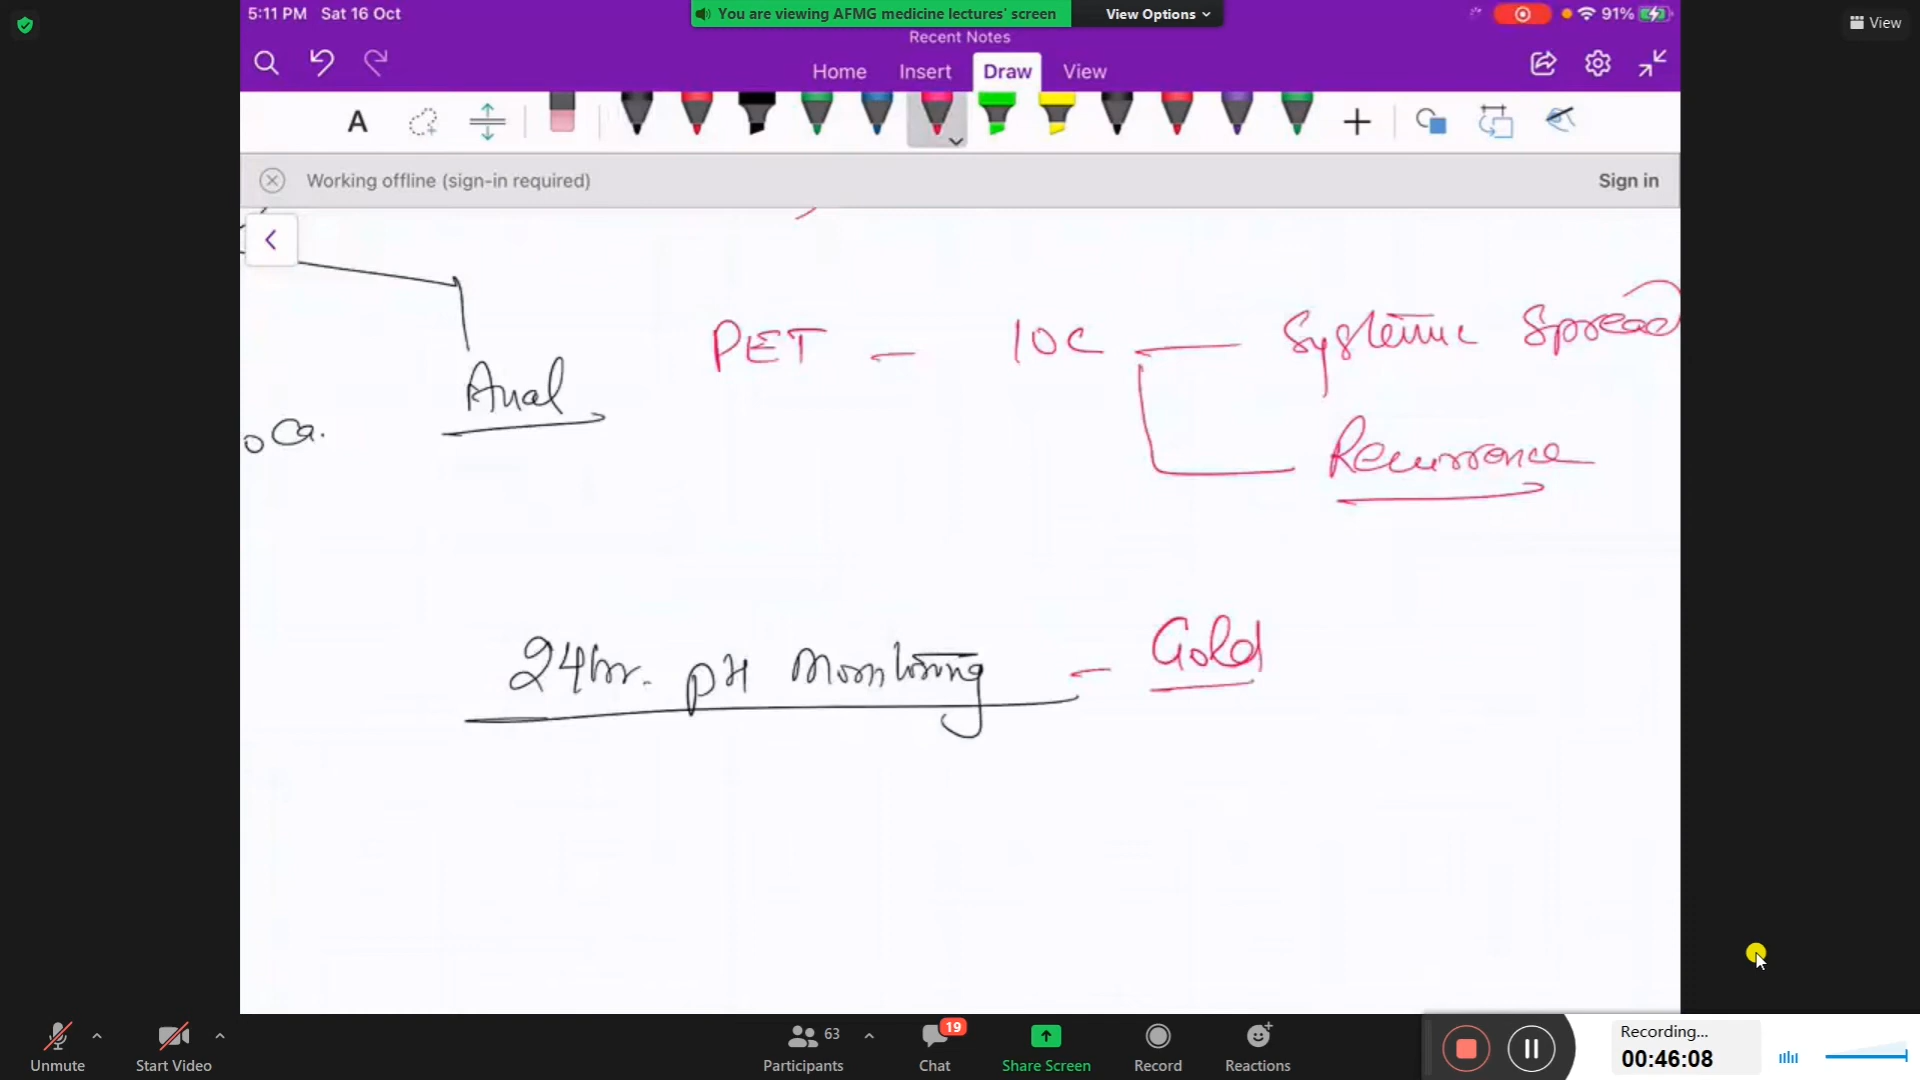 5:11 PM Sat 16 Oct
You are viewing AFMG medicine lectures' screen
View Options
91%
View
Recent Notes
Home Insert Draw View
A
Working offline (sign-in required)
Sign in
PET - IOC - Systemic Spread
Anal
oCa.
Recurrence
24hr. pH Monitoring - Gold
Recording...
00:46:08
63
19
Unmute
Start Video
Participants
Chat
Share Screen
Record
Reactions